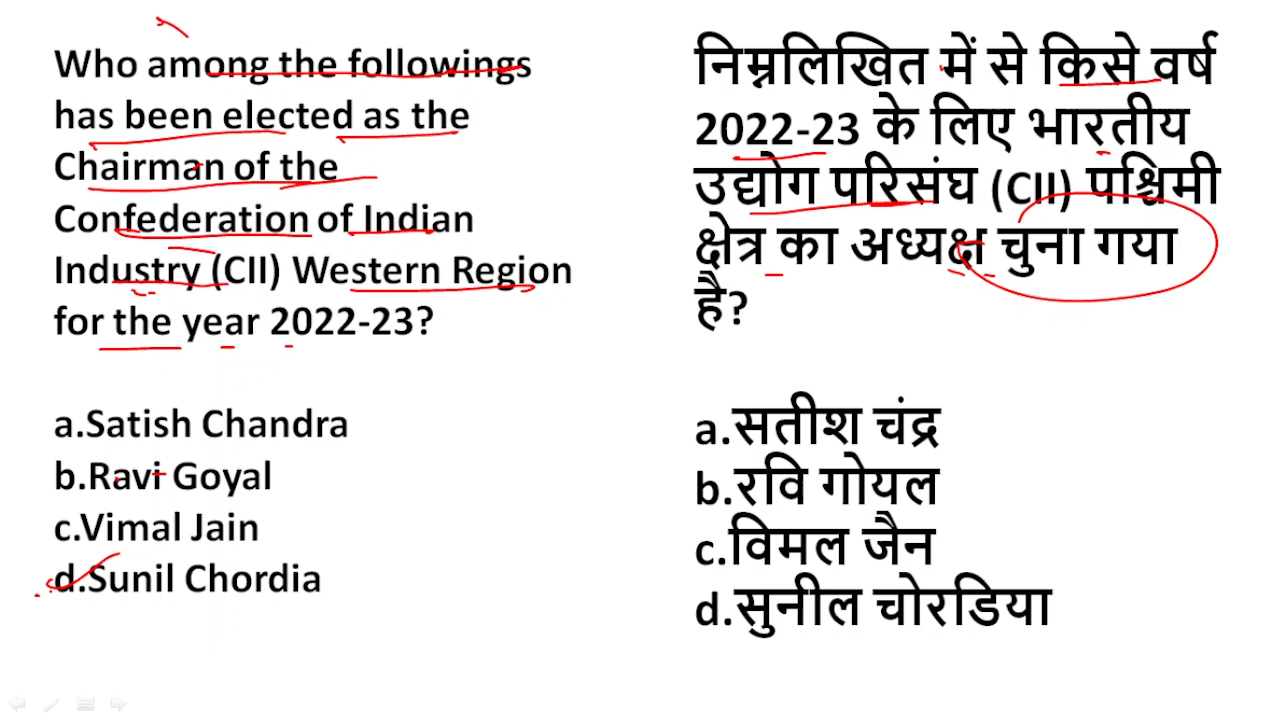 Who among the followings
has been elected as the
Chairman of the
Confederation of Indian
Industry (CII) Western Region
for the year 2022-23?
a.Satish Chandra
b.Ravi Goyal
c.Vimal Jain
d.Sunil Chordia
निम्नलिखित में से किसे वर्ष
2022-23 के लिए भारतीय
उद्योग परिसंघ (CII) पश्चिमी
क्षेत्र का अध्यक्ष चुना गया
है?
a.सतीश चंद्र
b.रवि गोयल
c.विमल जैन
d.सुनील चोरडिया